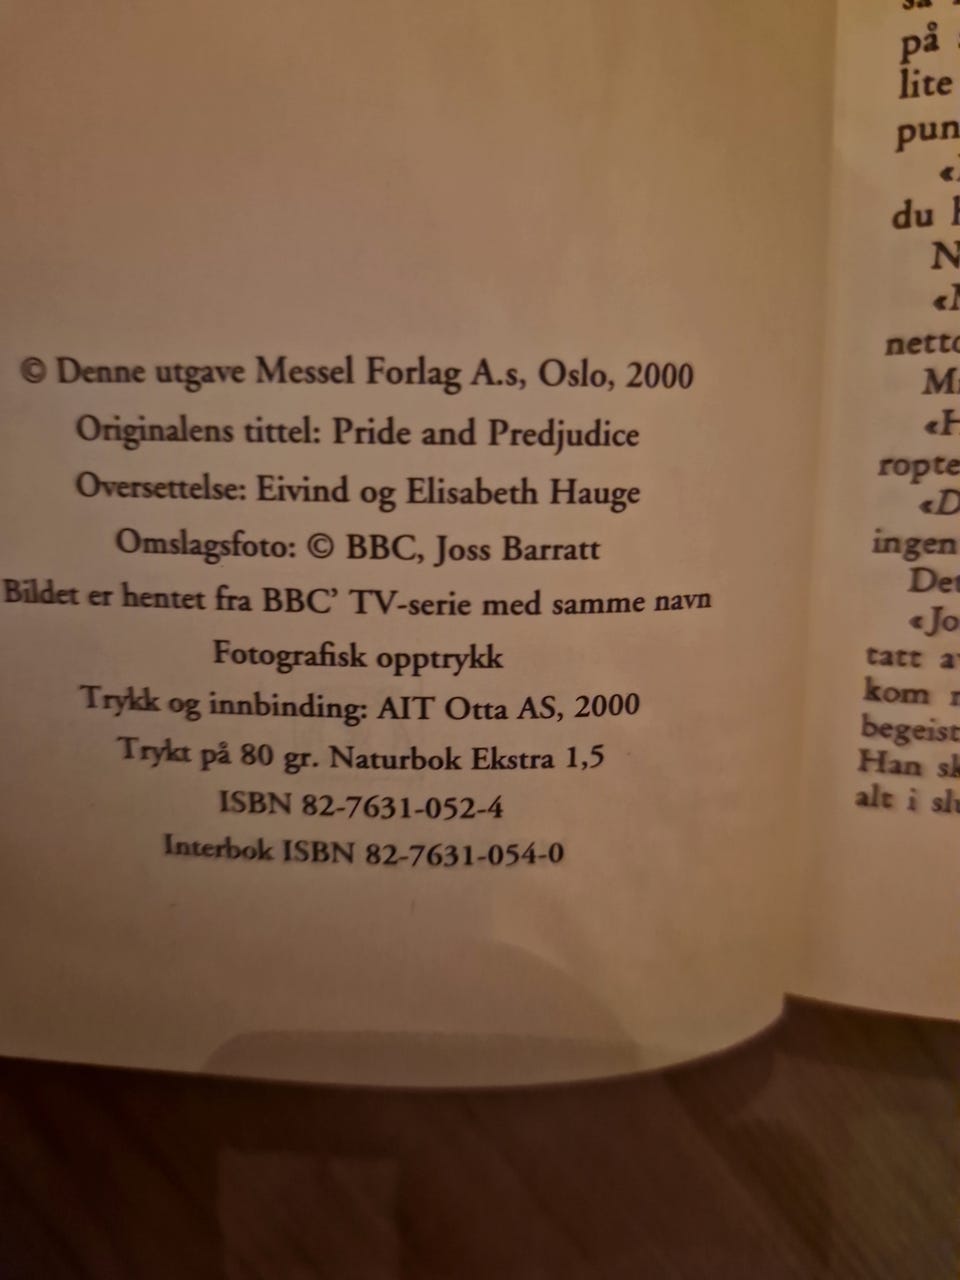 © Denne utgave Messel Forlag A.s, Oslo, 2000
Originalens tittel: Pride and Predjudice
Oversettelse: Eivind og Elisabeth Hauge
Omslagsfoto: © BBC, Joss Barratt
Bildet er hentet fra BBC' TV-serie med samme navn
Fotografisk opptrykk
Trykk og innbinding: AIT Otta AS, 2000
Trykt på 80 gr. Naturbok Ekstra 1,5
ISBN 82-7631-052-4
Interbok ISBN 82-7631-054-0
på
lite
du
ropte
ingen
tatt
kom
Han
alt i